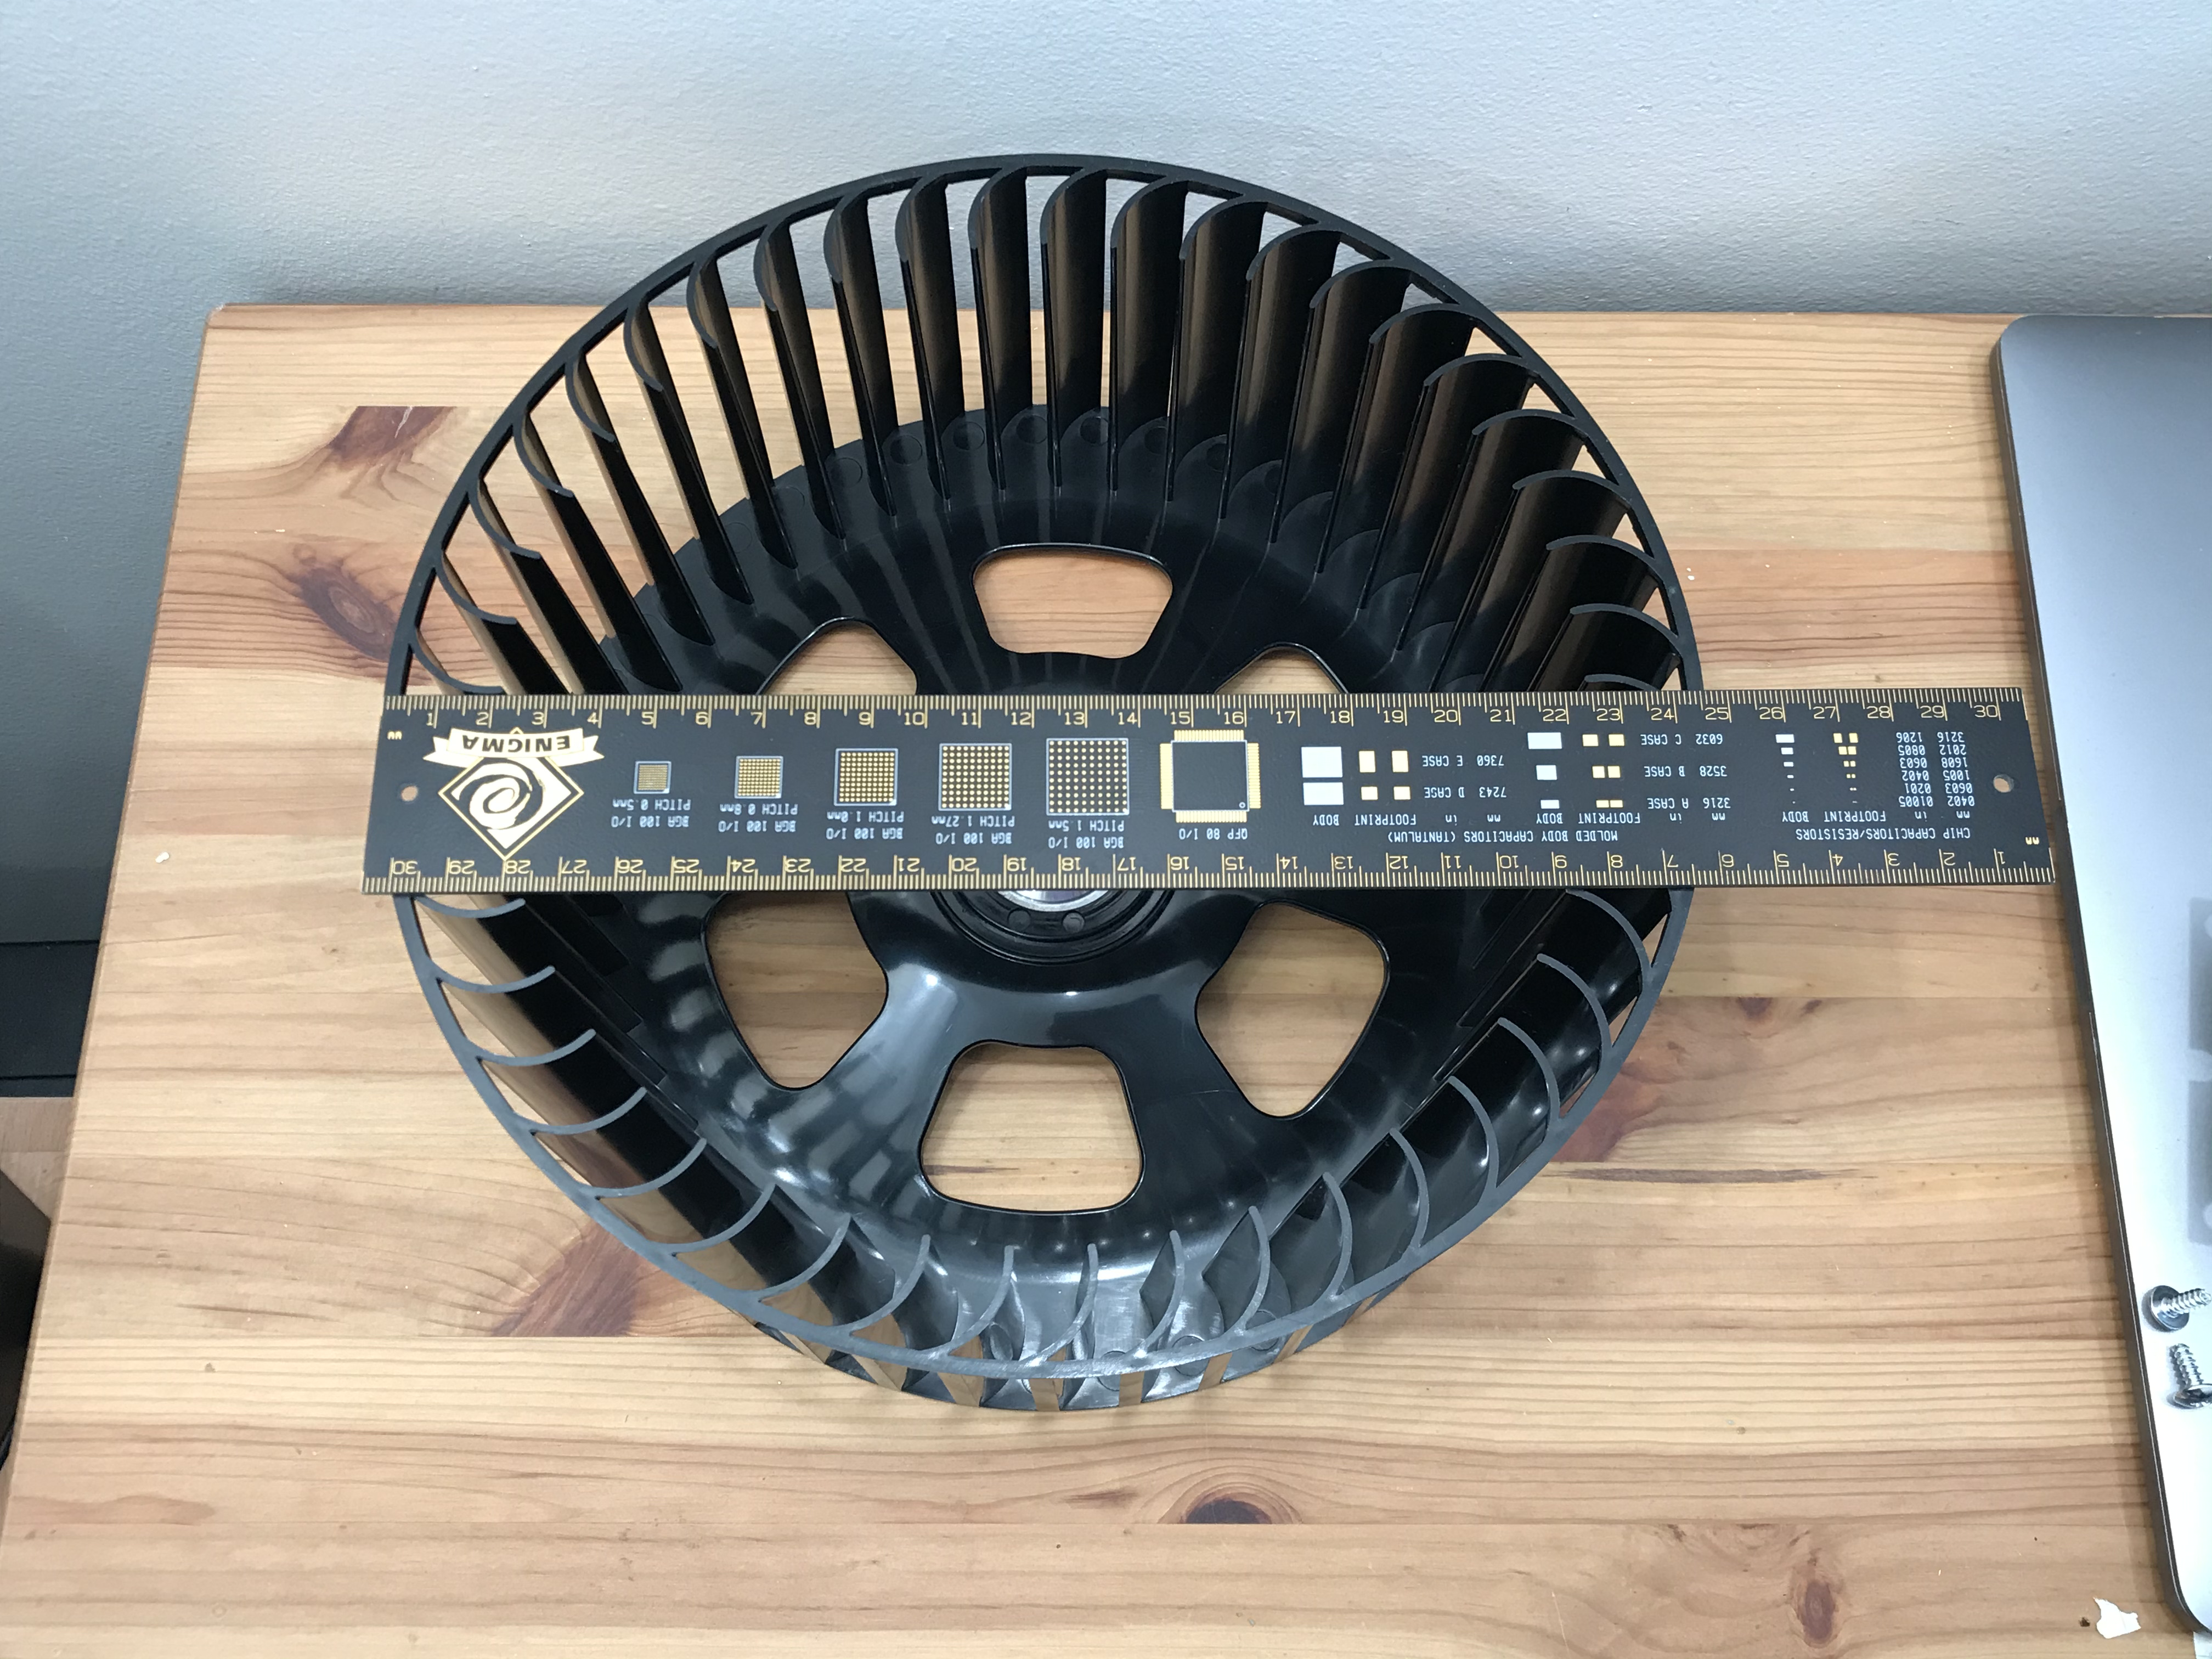 1 2 3 4 5 6 7 8 9 10 11 12 13 14 15 16 17 18 19 20 21 22 23 24 25 26 27 28 29 30
mm
ENIGMA
BGA 100 I/O
PITCH 0.5mm
BGA 100 I/O
PITCH 0.8mm
BGA 100 I/O
PITCH 1.0mm
BGA 100 I/O
PITCH 1.27mm
BGA 100 I/O
PITCH 1.5mm
QFP 80 I/O
MOLDED BODY CAPACITORS (TANTALUM)
mm in FOOTPRINT BODY
3216 A CASE
3528 B CASE
6032 C CASE
mm in FOOTPRINT BODY
7243 D CASE
7360 E CASE
CHIP CAPACITORS/RESISTORS
mm in FOOTPRINT BODY
0402 01005
0603 0201
1005 0402
1608 0603
2012 0805
3216 1206
mm
1 2 3 4 5 6 7 8 9 10 11 12 13 14 15 16 17 18 19 20 21 22 23 24 25 26 27 28 29 30